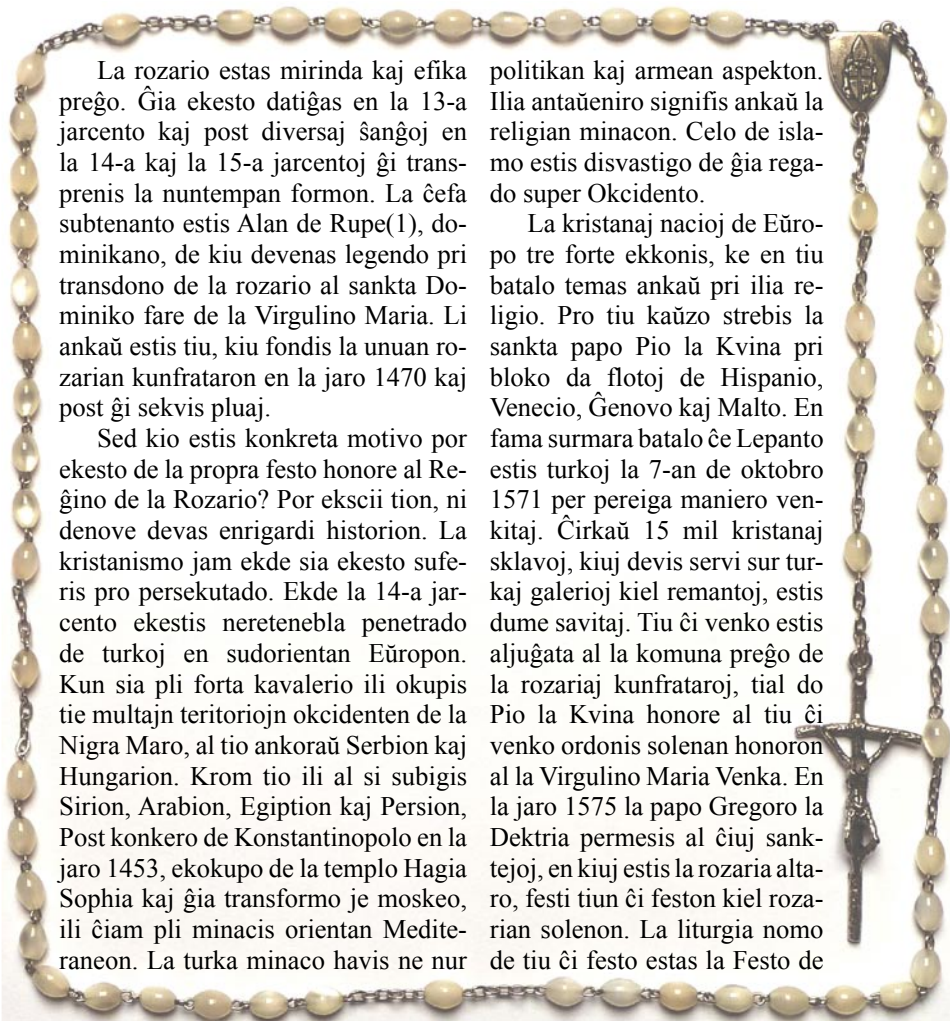 La rozario estas mirinda kaj efika
preĝo. Ĝia ekesto datiĝas en la 13-a
jarcento kaj post diversaj ŝanĝoj en
la 14-a kaj la 15-a jarcentoj ĝi trans-
prenis la nuntempan formon. La ĉefa
subtenanto estis Alan de Rupe(1), do-
minikano, de kiu devenas legendo pri
transdono de la rozario al sankta Do-
miniko fare de la Virgulino Maria. Li
ankaŭ estis tiu, kiu fondis la unuan ro-
zarian kunfrataron en la jaro 1470 kaj
post ĝi sekvis pluaj.
Sed kio estis konkreta motivo por
ekesto de la propra festo honore al Re-
ĝino de la Rozario? Por ekscii tion, ni
denove devas enrigardi historion. La
kristanismo jam ekde sia ekesto sufe-
ris pro persekutado. Ekde la 14-a jar-
cento ekestis neretenebla penetrado
de turkoj en sudorientan Eŭropon.
Kun sia pli forta kavalerio ili okupis
tie multajn teritoriojn okcidenten de la
Nigra Maro, al tio ankoraŭ Serbion kaj
Hungarion. Krom tio ili al si subigis
Sirion, Arabion, Egiption kaj Persion,
Post konkero de Konstantinopolo en la
jaro 1453, ekokupo de la templo Hagia
Sophia kaj ĝia transformo je moskeo,
ili ĉiam pli minacis orientan Medite-
raneon. La turka minaco havis ne nur
politikan kaj armean aspekton.
Ilia antaŭeniro signifis ankaŭ la
religian minacon. Celo de isla-
mo estis disvastigo de ĝia rega-
do super Okcidento.
La kristanaj nacioj de Eŭro-
po tre forte ekkonis, ke en tiu
batalo temas ankaŭ pri ilia re-
ligio. Pro tiu kaŭzo strebis la
sankta papo Pio la Kvina pri
bloko da flotoj de Hispanio,
Venecio, Ĝenovo kaj Malto. En
fama surmara batalo ĉe Lepanto
estis turkoj la 7-an de oktobro
1571 per pereiga maniero ven-
kitaj. Ĉirkaŭ 15 mil kristanaj
sklavoj, kiuj devis servi sur tur-
kaj galerioj kiel remantoj, estis
dume savitaj. Tiu ĉi venko estis
aljuĝata al la komuna preĝo de
la rozariaj kunfrataroj, tial do
Pio la Kvina honore al tiu ĉi
venko ordonis solenan honoron
al la Virgulino Maria Venka. En
la jaro 1575 la papo Gregoro la
Dektria permesis al ĉiuj sank-
tejoj, en kiuj estis la rozaria alta-
ro, festi tiun ĉi feston kiel roza-
rian solenon. La liturgia nomo
de tiu ĉi festo estas la Festo de